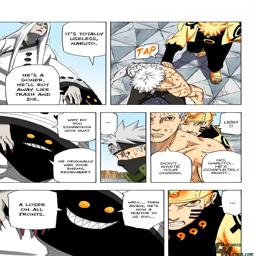 IT'S TOTALLY
USELESS,
NARUTO.
HE'S A
GONER.
HE'LL ROT
AWAY LIKE
TRASH AND
DIE.
TAP
WHY DO
YOU
SYMPATHIZE
WITH HIM?
HE ORIGINALLY
WAS YOUR
ENEMY,
REMEMBER?
...
UGH!
DON'T...
WASTE
YOUR
CHAKRA.
NO,
NARUTO...
HE'S
COMPLETELY
RIGHT.
A LOSER
ON ALL
FRONTS.
WELL... THEN
AGAIN, HE'S
NOW A
TRAITOR TO
US TOO...
...